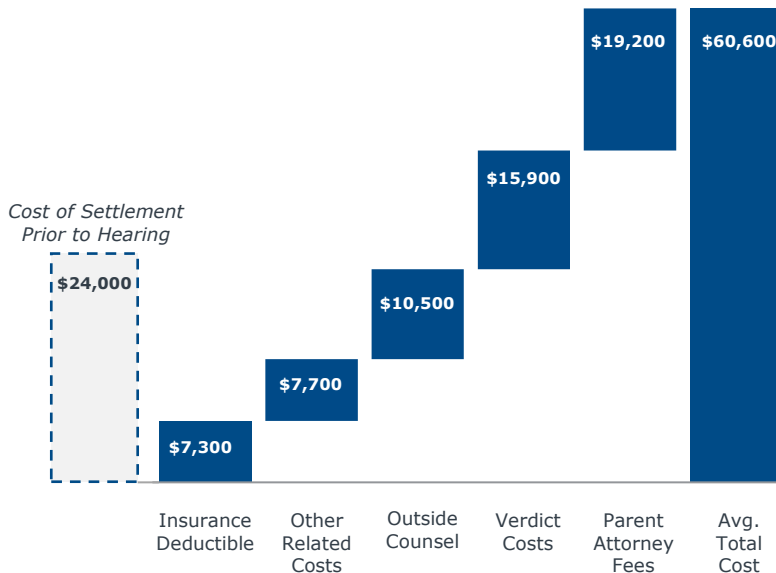 $19,200
$60,600
$15,900
Cost of Settlement
Prior to Hearing
$24,000
$10,500
$7,700
$7,300
Insurance
Deductible
Other
Related
Costs
Outside
Counsel
Verdict
Costs
Parent
Attorney
Fees
Avg.
Total
Cost